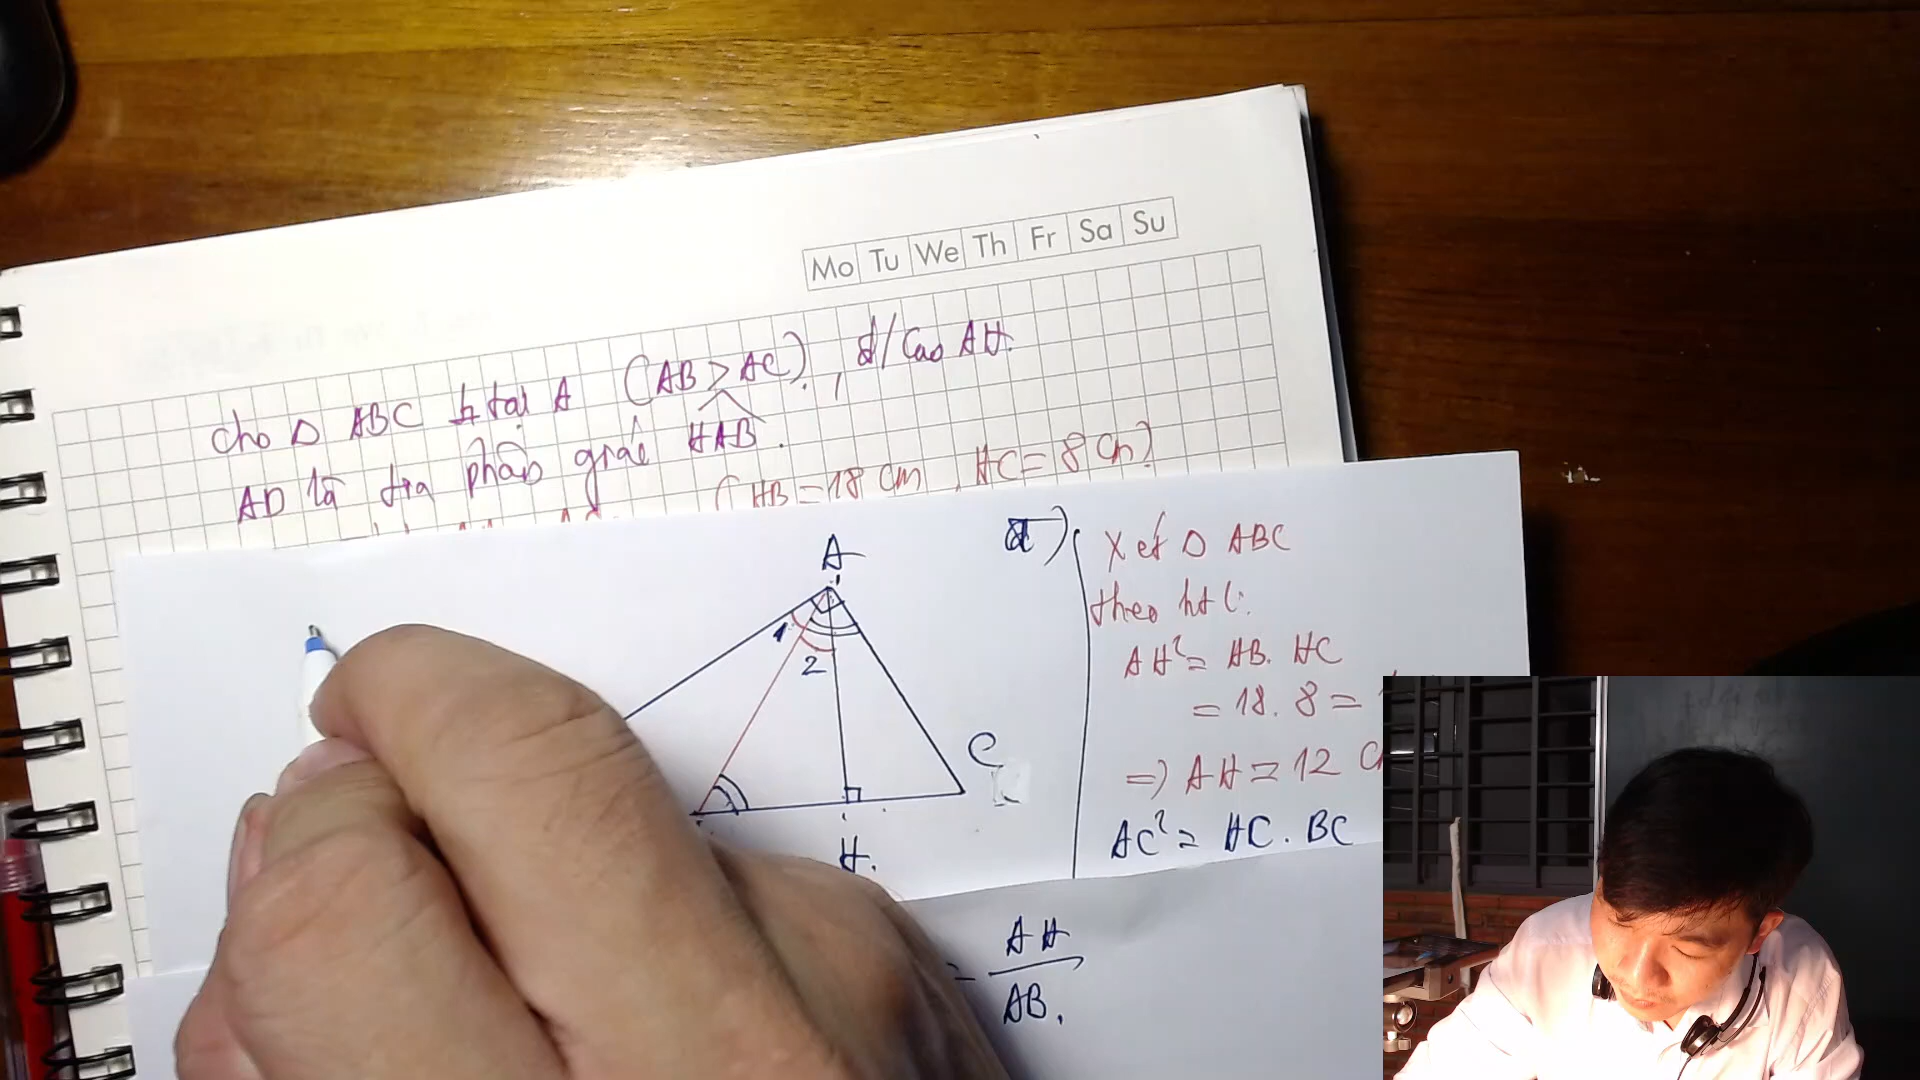 Mo Tu We Th Fr Sa Su
cho Δ ABC ⊥ tại A (AB > AC), đ/cao AH.
AD là tia phân giác HAB.
(HB = 18 cm, HC = 8 cm)
A
1
2
C
H.
a)
Xét Δ ABC
theo htl:
AH² = HB. HC
= 18. 8 =
=> AH = 12
AC² = HC. BC
= AH
AB.